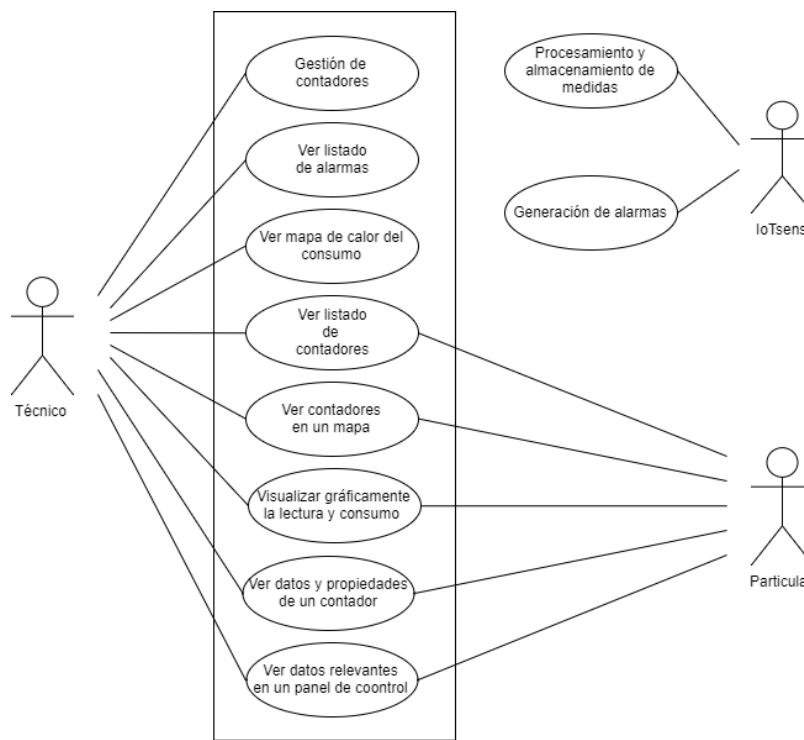 Gestión de
contadores
Procesamiento y
almacenamiento de
medidas
Ver listado
de alarmas
Generación de alarmas
IoTsens
Ver mapa de calor del
consumo
Ver listado
de
contadores
Técnico
Ver contadores
en un mapa
Visualizar gráficamente
la lectura y consumo
Particula
Ver datos y propiedades
de un contador
Ver datos relevantes
en un panel de coontrol